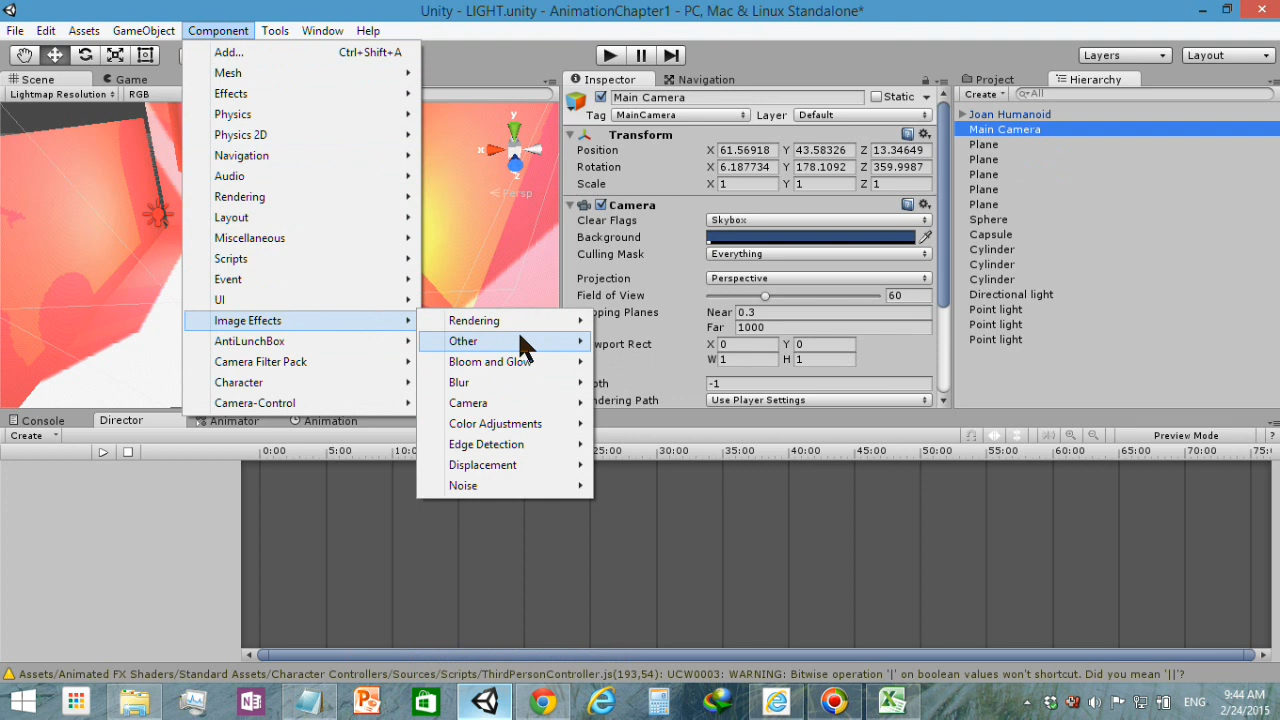 Unity - LIGHT.unity - AnimationChapter1 - PC, Mac & Linux Standalone*
File Edit Assets GameObject Component Tools Window Help
Add... Ctrl+Shift+A
Mesh
Effects
Physics
Physics 2D
Navigation
Audio
Rendering
Layout
Miscellaneous
Scripts
Event
UI
Image Effects
AntiLunchBox
Camera Filter Pack
Character
Camera-Control
Rendering
Other
Bloom and Glow
Blur
Camera
Color Adjustments
Edge Detection
Displacement
Noise
Layers Layout
Scene Game
Lightmap Resolution RGB
y
x
z
Persp
Inspector Navigation
Main Camera Static
Tag MainCamera Layer Default
Transform
Position X 61.56918 Y 43.58326 Z 13.34649
Rotation X 6.187734 Y 178.1092 Z 359.9987
Scale X 1 Y 1 Z 1
Camera
Clear Flags Skybox
Background
Culling Mask Everything
Projection Perspective
Field of View 60
pping Planes Near 0.3
Far 1000
wport Rect X 0 Y 0
W 1 H 1
pth -1
dering Path Use Player Settings
Project Hierarchy
Create All
Joan Humanoid
Main Camera
Plane
Plane
Plane
Plane
Plane
Sphere
Capsule
Cylinder
Cylinder
Cylinder
Directional light
Point light
Point light
Point light
Console Director Animator Animation
Create Preview Mode ?
0:00 5:00 10:0 25:00 30:00 35:00 40:00 45:00 50:00 55:00 60:00 65:00 70:00 75:
Assets/Animated FX Shaders/Standard Assets/Character Controllers/Sources/Scripts/ThirdPersonController.js(193,54): UCW0003: WARNING: Bitwise operation '|' on boolean values won't shortcut. Did you mean '||'?
ENG
9:44 AM
2/24/2015